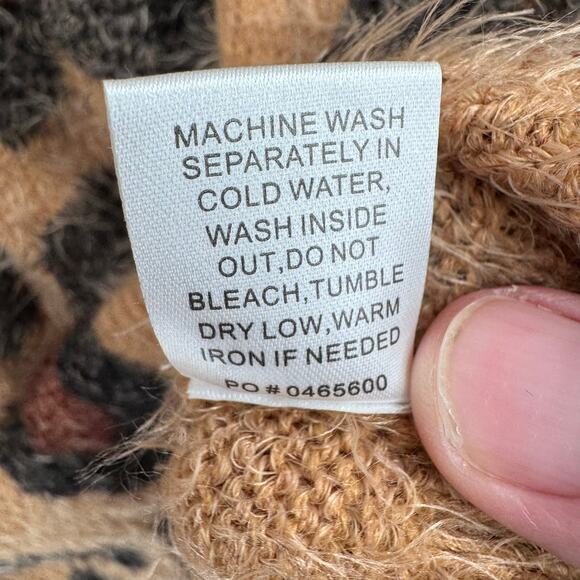 MACHINE WASH
SEPARATELY IN
COLD WATER,
WASH INSIDE
OUT,DO NOT
BLEACH,TUMBLE
DRY LOW,WARM
IRON IF NEEDED
PO # 0465600